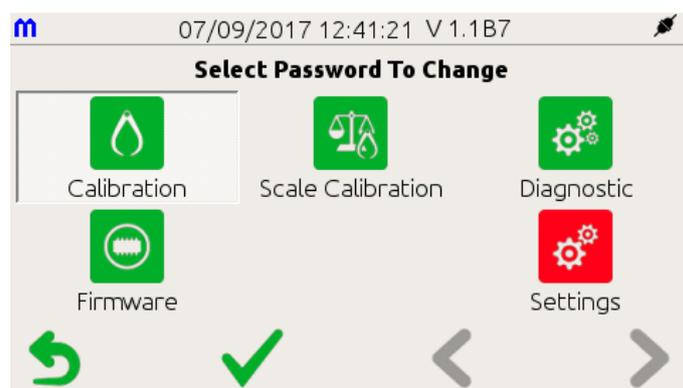 m 07/09/2017 12:41:21 V 1.1B7
Select Password To Change
Calibration Scale Calibration Diagnostic
Firmware Settings